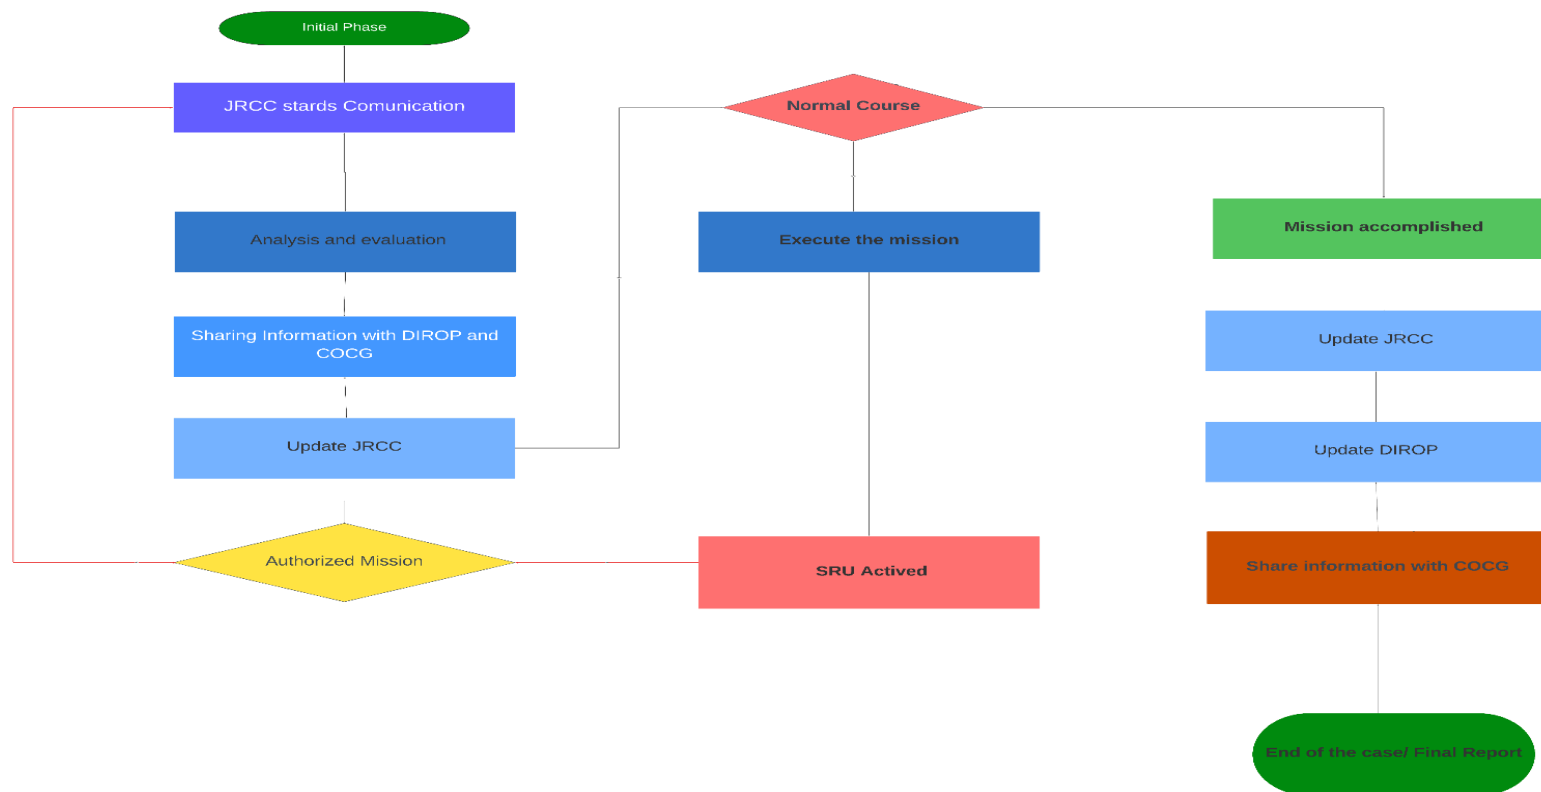 Initial Phase
JRCC stards Comunication
Analysis and evaluation
Sharing Information with DIROP and
COCG
Update JRCC
Authorized Mission
Normal Course
Execute the mission
SRU Actived
Mission accomplished
Update JRCC
Update DIROP
Share information with COCG
End of the case/ Final Report